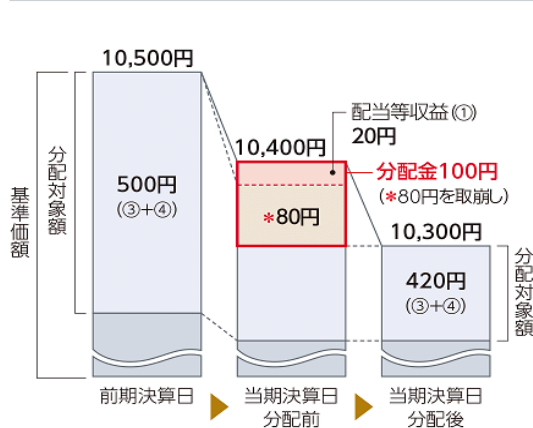 10,500円
配当等収益(①)
20円
10,400円
分配金100円
(*80円を取崩し)
分配対象額
基準価額
500円
(③+④)
*80円
10,300円
420円
(③+④)
分配対象額
前期決算日
当期決算日
分配前
当期決算日
分配後